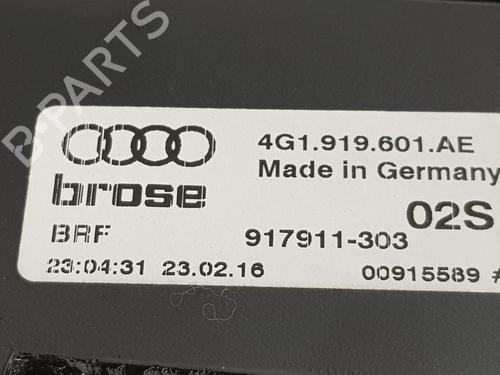 4G1.919.601.AE
Made in Germany
brose
02S
BRF 917911-303
23:04:31 23.02.16 00915589 #
B-PARTS